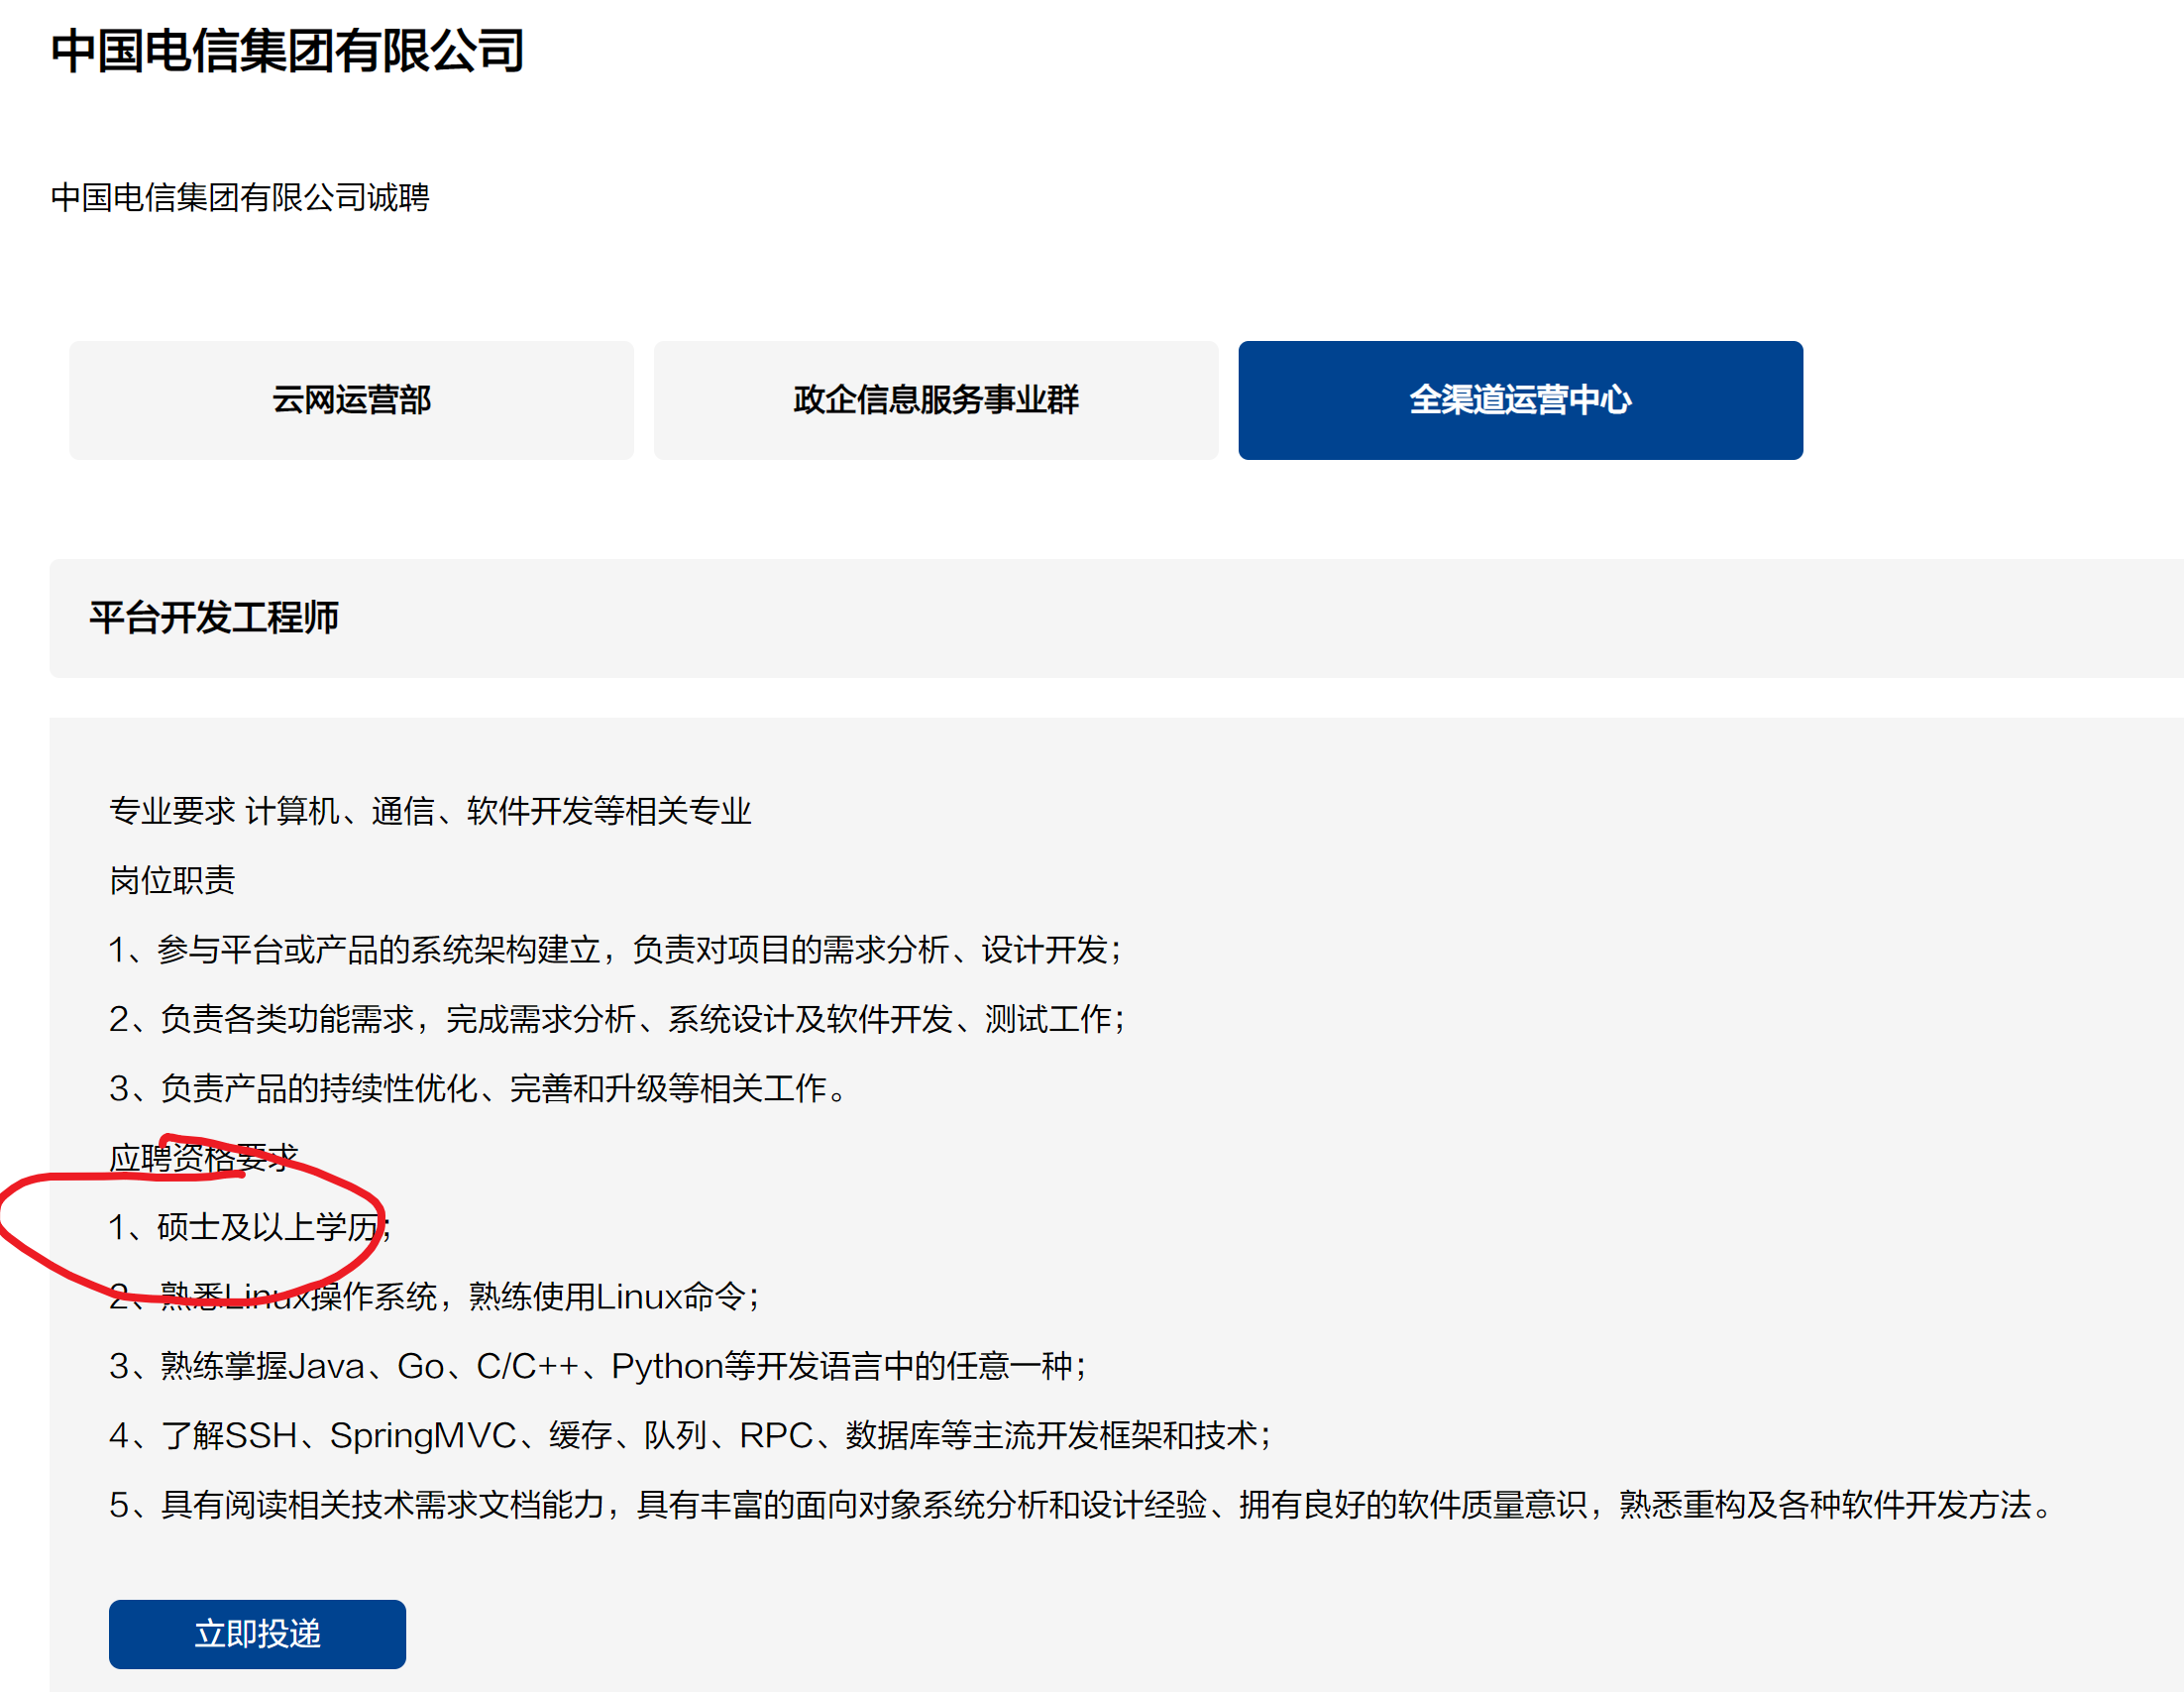 中国电信集团有限公司
中国电信集团有限公司诚聘
云网运营部
政企信息服务事业群
全渠道运营中心
平台开发工程师
专业要求 计算机、通信、软件开发等相关专业
岗位职责
1、参与平台或产品的系统架构建立，负责对项目的需求分析、设计开发；
2、负责各类功能需求，完成需求分析、系统设计及软件开发、测试工作；
3、负责产品的持续性优化、完善和升级等相关工作。
应聘资格要求
1、硕士及以上学历；
2、熟悉Linux操作系统，熟练使用Linux命令；
3、熟练掌握Java、Go、C/C++、Python等开发语言中的任意一种；
4、了解SSH、SpringMVC、缓存、队列、RPC、数据库等主流开发框架和技术；
5、具有阅读相关技术需求文档能力，具有丰富的面向对象系统分析和设计经验、拥有良好的软件质量意识，熟悉重构及各种软件开发方法。
立即投递